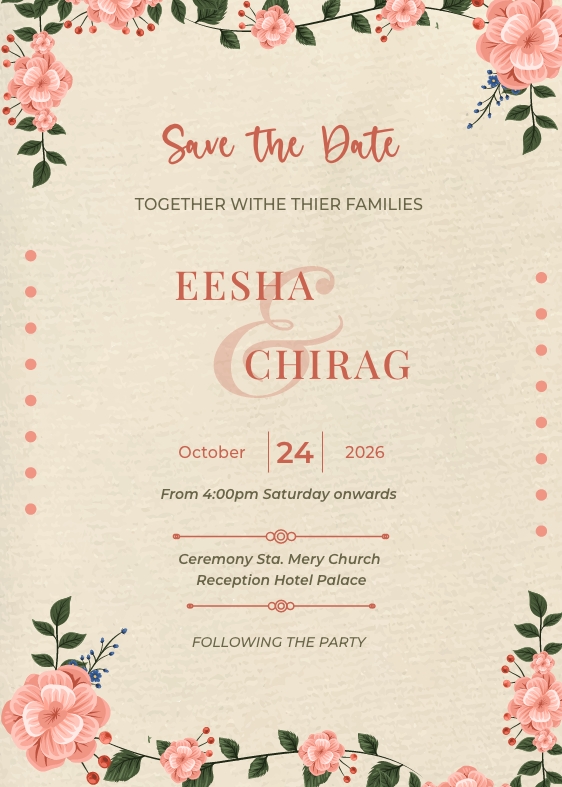 Save the Date
TOGETHER WITHE THIER FAMILIES
EESHA
&
CHIRAG
October 24 2026
From 4:00pm Saturday onwards
Ceremony Sta. Mery Church
Reception Hotel Palace
FOLLOWING THE PARTY